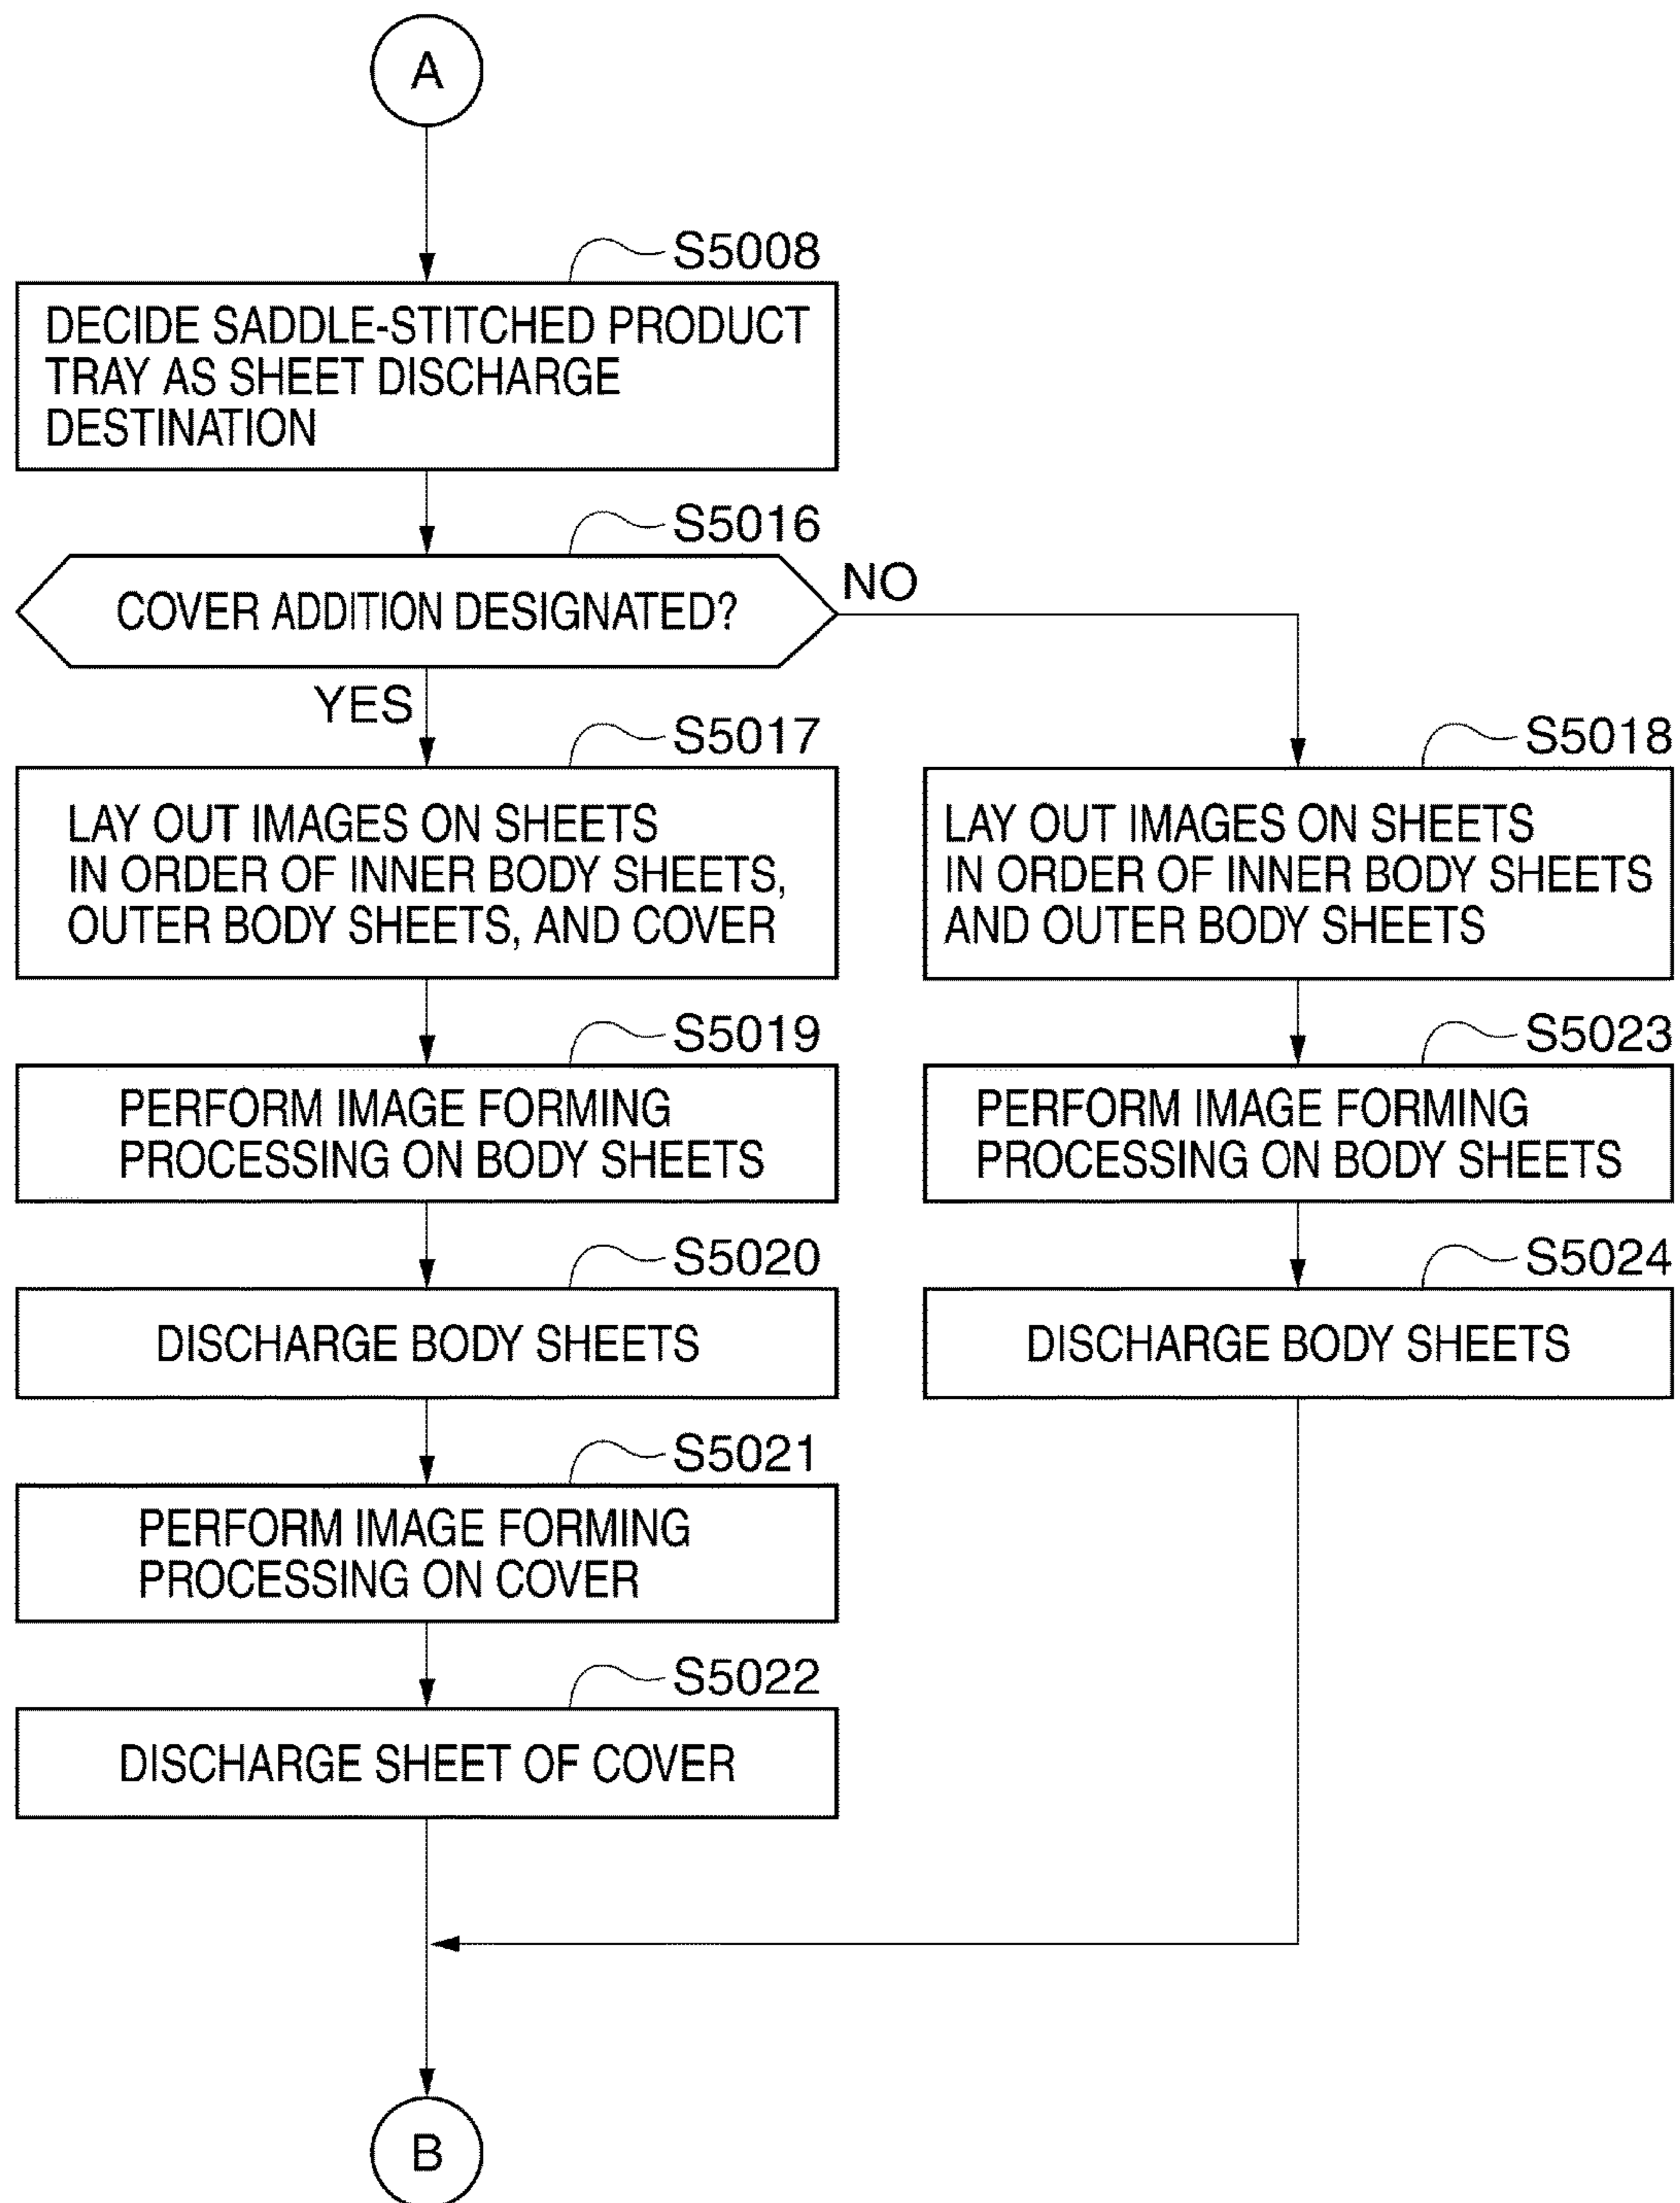 A
S5008
DECIDE SADDLE-STITCHED PRODUCT
TRAY AS SHEET DISCHARGE
DESTINATION
S5016
COVER ADDITION DESIGNATED?
NO
YES
S5017
LAY OUT IMAGES ON SHEETS
IN ORDER OF INNER BODY SHEETS,
OUTER BODY SHEETS, AND COVER
S5018
LAY OUT IMAGES ON SHEETS
IN ORDER OF INNER BODY SHEETS
AND OUTER BODY SHEETS
S5019
PERFORM IMAGE FORMING
PROCESSING ON BODY SHEETS
S5023
PERFORM IMAGE FORMING
PROCESSING ON BODY SHEETS
S5020
DISCHARGE BODY SHEETS
S5024
DISCHARGE BODY SHEETS
S5021
PERFORM IMAGE FORMING
PROCESSING ON COVER
S5022
DISCHARGE SHEET OF COVER
B